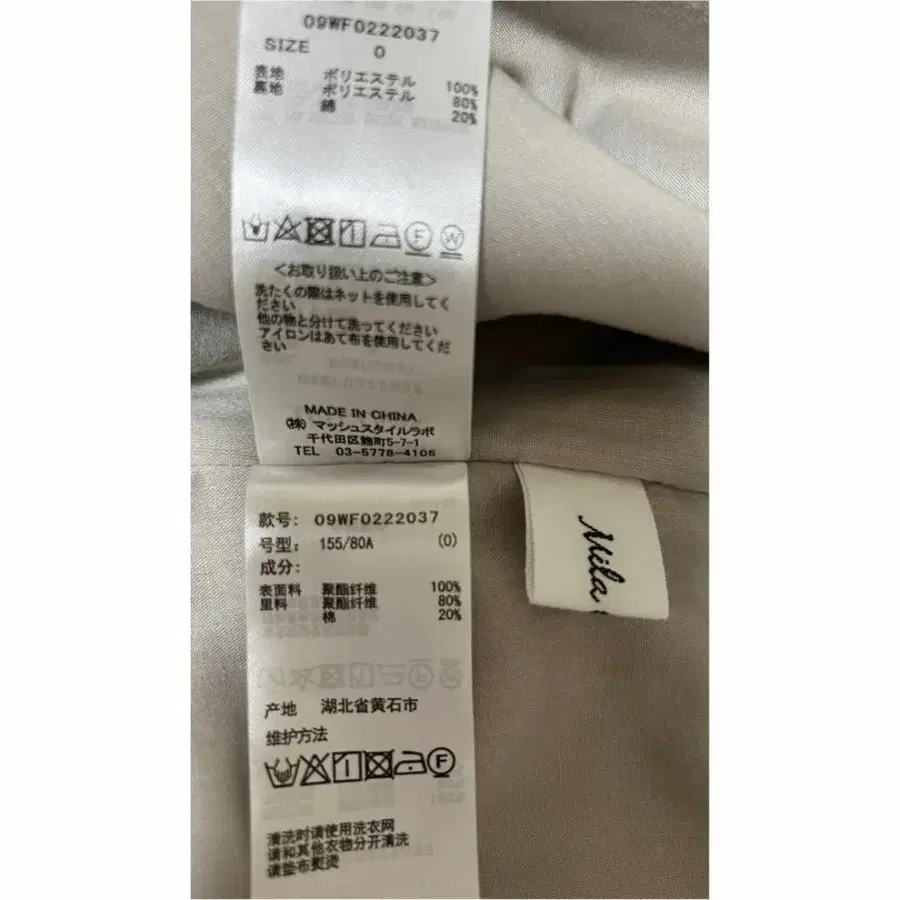 09WF0222037
SIZE 0
表地 ポリエステル 100%
裏地 ポリエステル 80%
綿 20%
F W
<お取り扱い上のご注意>
洗たくの際はネットを使用してく
ださい
他の物と分けて洗ってください
アイロンはあて布を使用してくだ
さい
MADE IN CHINA
(株) マッシュスタイルラボ
千代田区麹町5-7-1
TEL 03-5778-4105
款号: 09WF0222037
号型: 155/80A (0)
成分:
表面料 聚酯纤维 100%
里料 聚酯纤维 80%
棉 20%
产地 湖北省黄石市
维护方法
F
清洗时请使用洗衣网
请和其他衣物分开清洗
请垫布熨烫
Mila